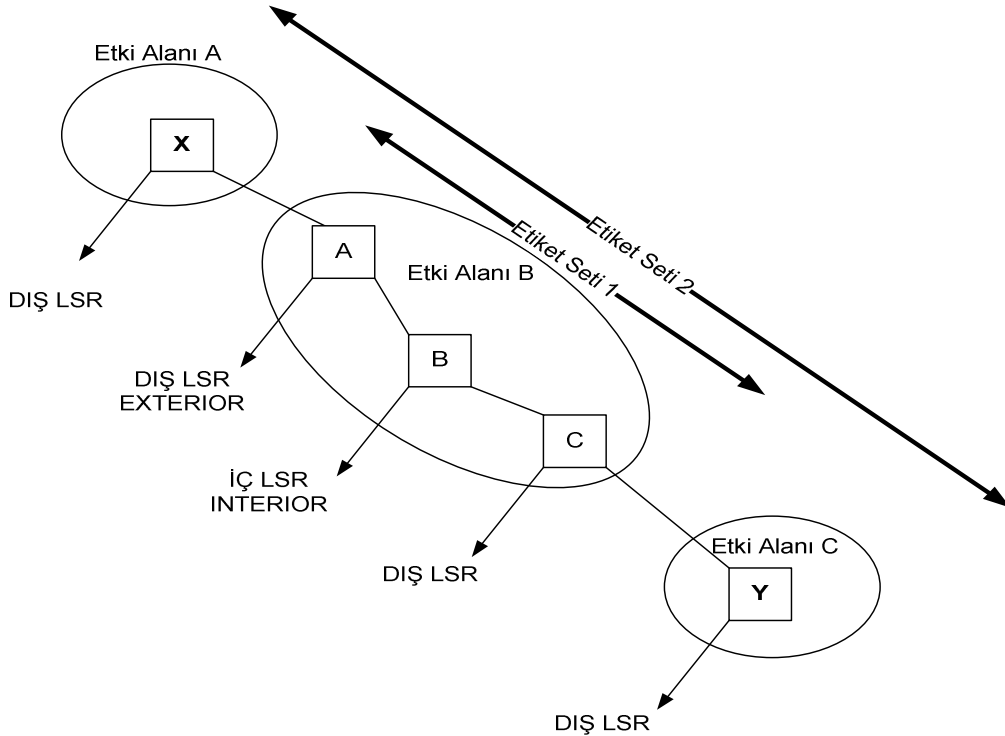 Etki Alanı A
X
DIŞ LSR
A
Etki Alanı B
Etiket Seti 1
Etiket Seti 2
DIŞ LSR
EXTERIOR
B
İÇ LSR
INTERIOR
C
DIŞ LSR
Etki Alanı C
Y
DIŞ LSR